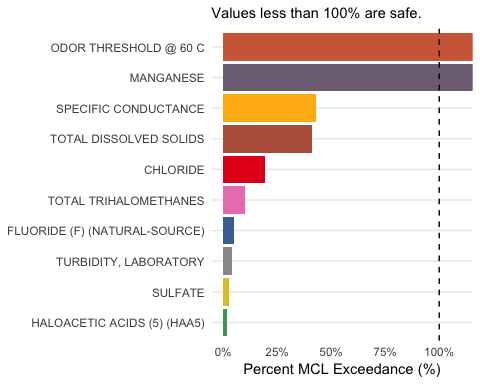 Values less than 100% are safe.
ODOR THRESHOLD @ 60 C
MANGANESE
SPECIFIC CONDUCTANCE
TOTAL DISSOLVED SOLIDS
CHLORIDE
TOTAL TRIHALOMETHANES
FLUORIDE (F) (NATURAL-SOURCE)
TURBIDITY, LABORATORY
SULFATE
HALOACETIC ACIDS (5) (HAA5)
0% 25% 50% 75% 100%
Percent MCL Exceedance (%)